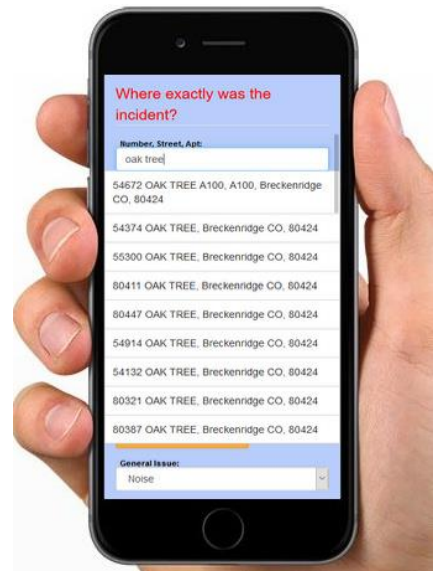 Where exactly was the
incident?
Number, Street, Apt:
oak tree
54672 OAK TREE A100, A100, Breckenridge
CO, 80424
54374 OAK TREE, Breckenridge CO, 80424
55300 OAK TREE, Breckenridge CO, 80424
80411 OAK TREE, Breckenridge CO, 80424
80447 OAK TREE, Breckenridge CO, 80424
54914 OAK TREE, Breckenridge CO, 80424
54132 OAK TREE, Breckenridge CO, 80424
80321 OAK TREE, Breckenridge CO, 80424
80387 OAK TREE, Breckenridge CO, 80424
General Issue:
Noise